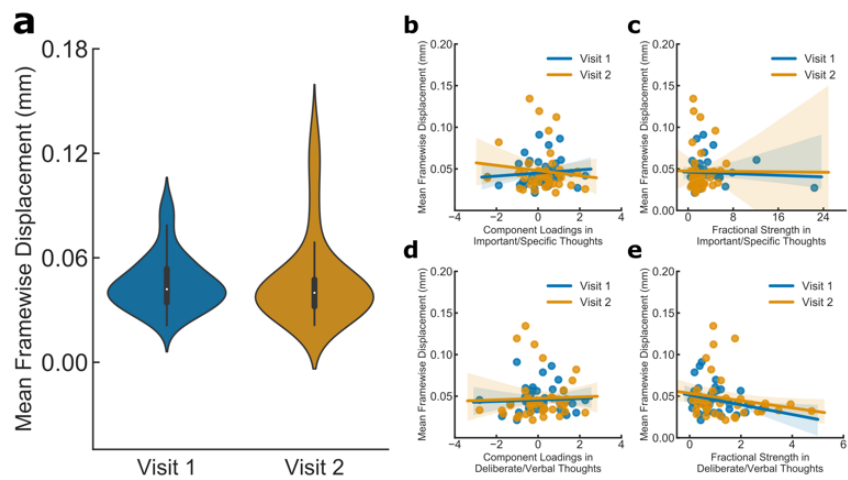 a
0.18
0.12
0.06
0.00
Mean Framewise Displacement (mm)
Visit 1
Visit 2
b
0.20
0.15
0.10
0.05
0.00
Mean Framewise Displacement (mm)
Visit 1
Visit 2
−4
−2
0
2
4
Component Loadings in
Important/Specific Thoughts
c
0.20
0.15
0.10
0.05
0.00
Mean Framewise Displacement (mm)
Visit 1
Visit 2
0
8
16
24
Fractional Strength in
Important/Specific Thoughts
d
0.20
0.15
0.10
0.05
0.00
Mean Framewise Displacement (mm)
Visit 1
Visit 2
−4
−2
0
2
4
Component Loadings in
Deliberate/Verbal Thoughts
e
0.20
0.15
0.10
0.05
0.00
Mean Framewise Displacement (mm)
Visit 1
Visit 2
0
2
4
6
Fractional Strength in
Deliberate/Verbal Thoughts